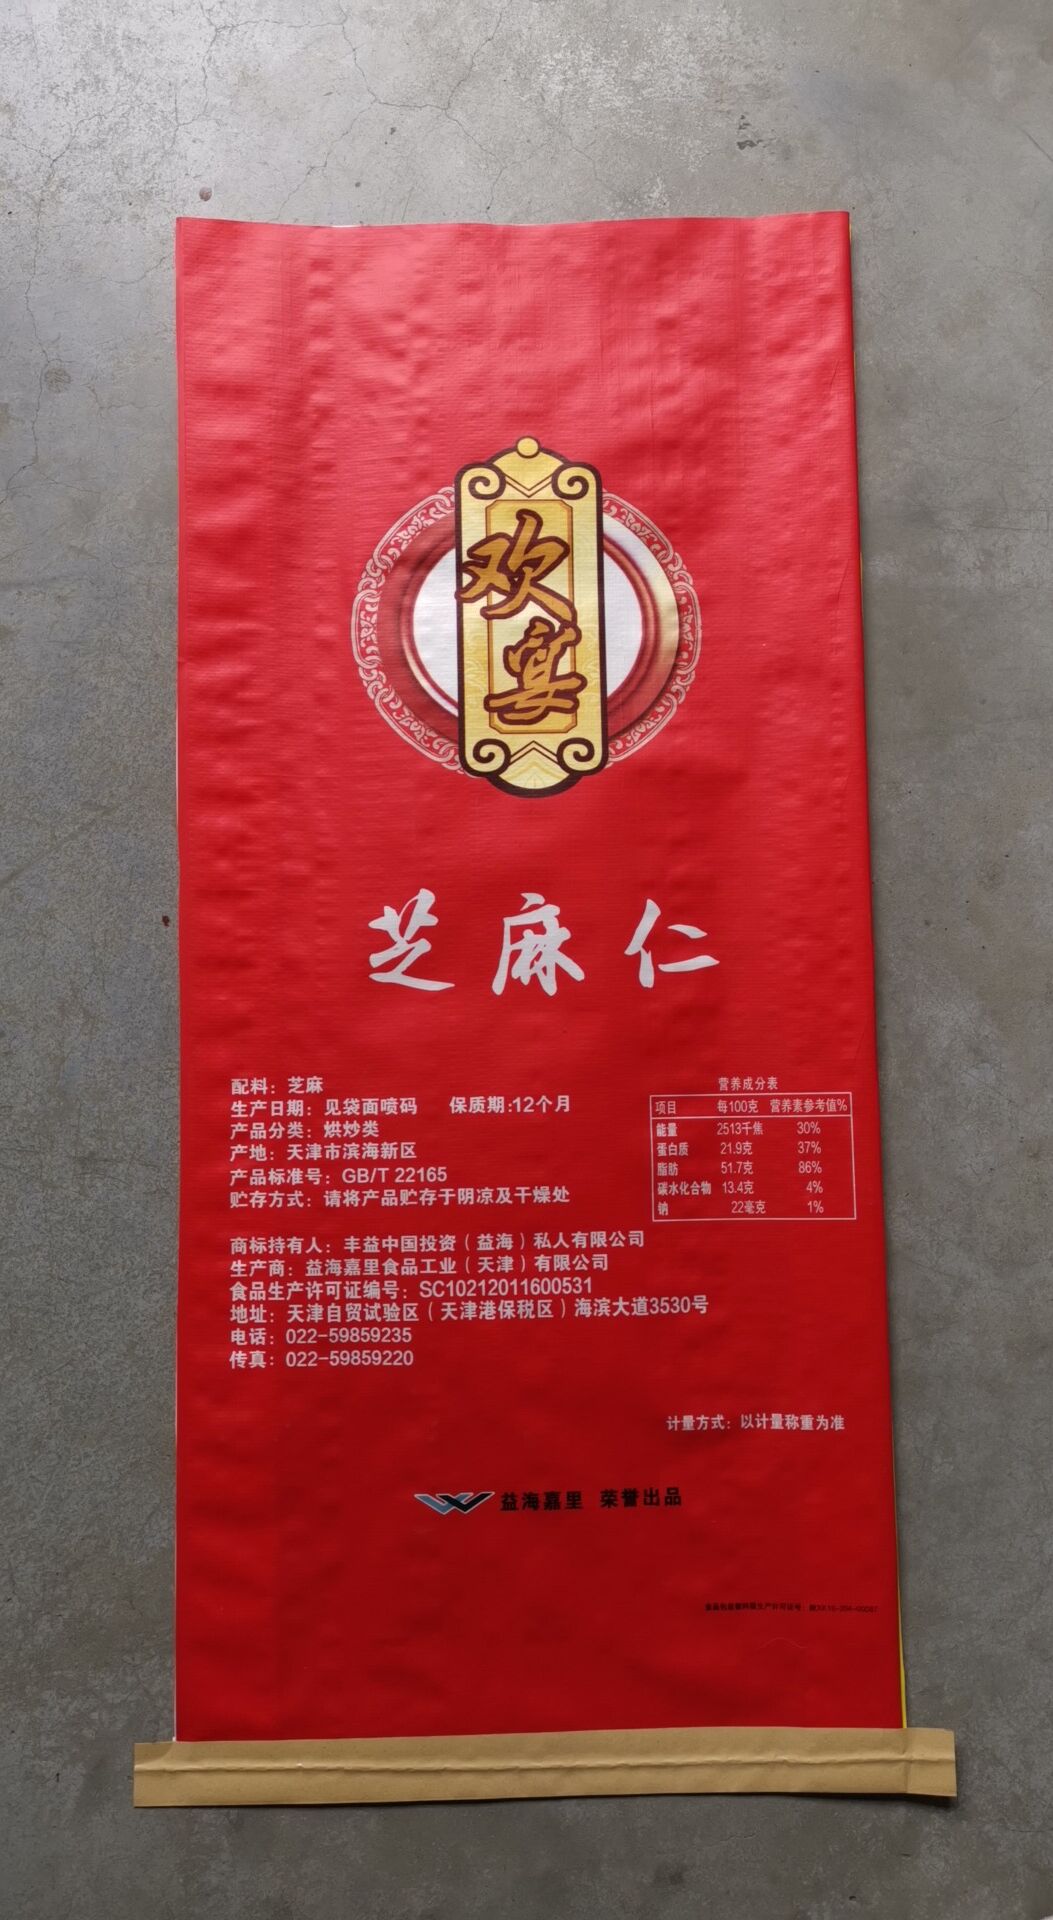 欢
宴
芝麻仁
配料：芝麻
生产日期：见袋面喷码 保质期:12个月
产品分类：烘炒类
产地：天津市滨海新区
产品标准号：GB/T 22165
贮存方式：请将产品贮存于阴凉及干燥处
营养成分表
项目 每100克 营养素参考值%
能量 2513千焦 30%
蛋白质 21.9克 37%
脂肪 51.7克 86%
碳水化合物 13.4克 4%
钠 22毫克 1%
商标持有人：丰益中国投资（益海）私人有限公司
生产商：益海嘉里食品工业（天津）有限公司
食品生产许可证编号：SC10212011600531
地址：天津自贸试验区（天津港保税区）海滨大道3530号
电话：022-59859235
传真：022-59859220
计量方式：以计量称重为准
益海嘉里 荣誉出品